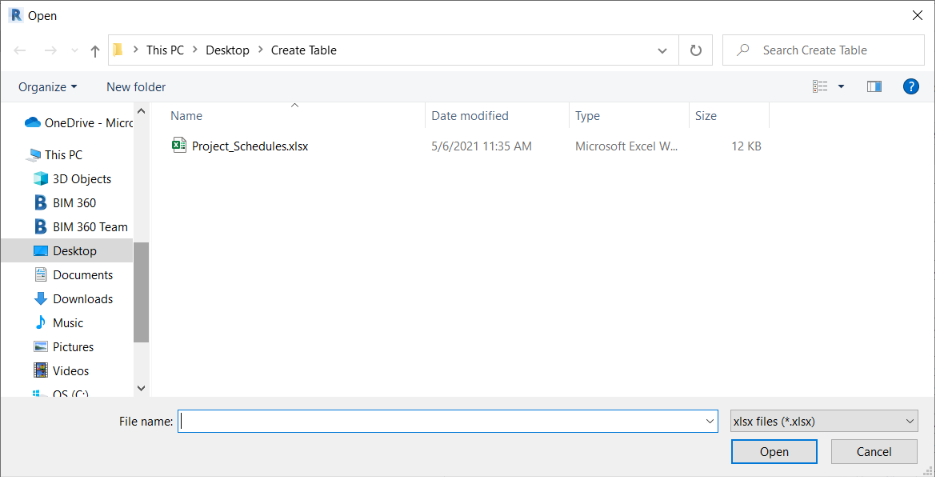 R Open
This PC > Desktop > Create Table
Search Create Table
Organize
New folder
?
Name
Date modified
Type
Size
Project_Schedules.xlsx
5/6/2021 11:35 AM
Microsoft Excel W...
12 KB
OneDrive - Micr
This PC
3D Objects
B BIM 360
B BIM 360 Team
Desktop
Documents
Downloads
Music
Pictures
Videos
OS (C:)
File name:
xlsx files (*.xlsx)
Open
Cancel